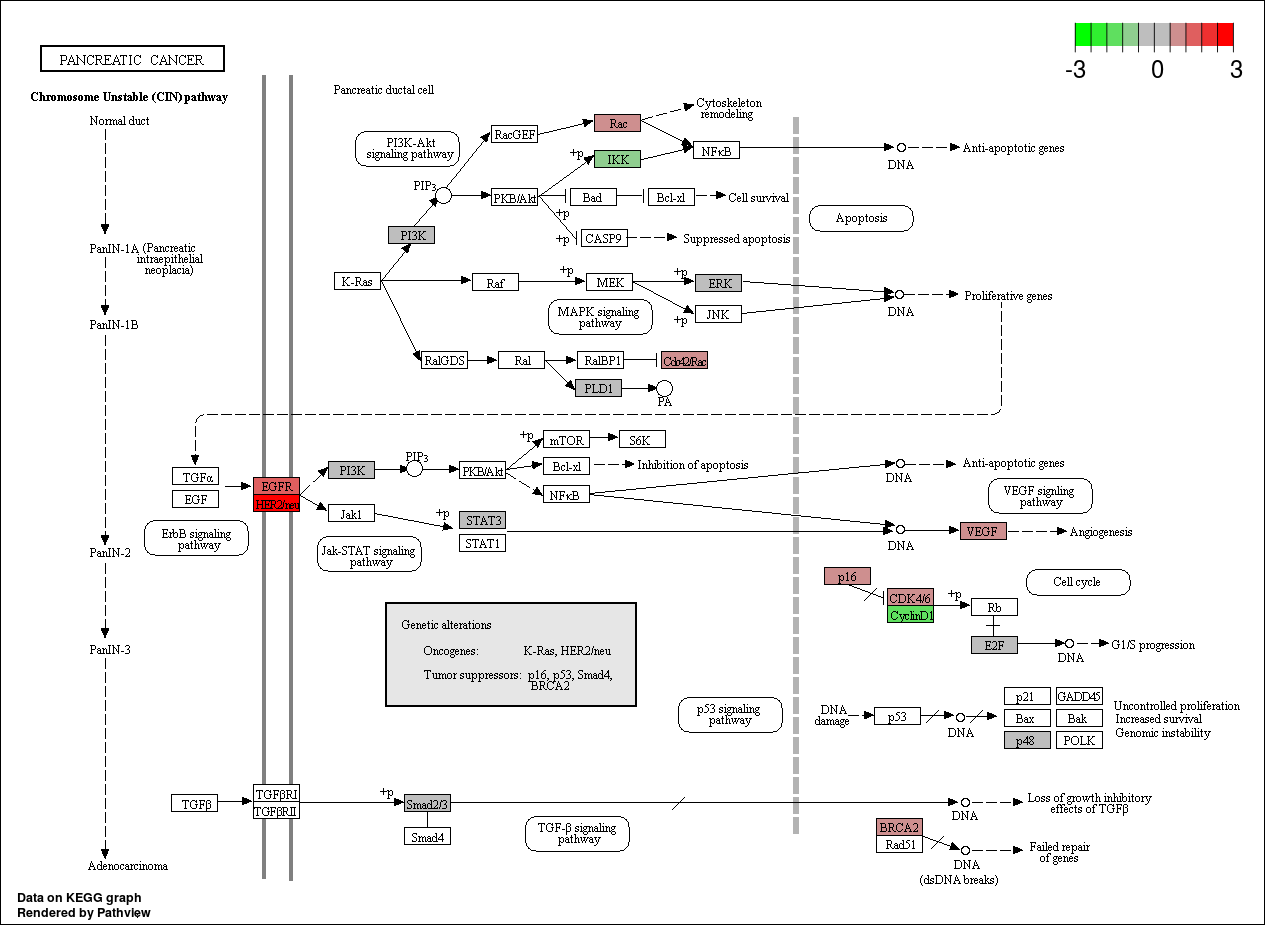 PANCREATIC CANCER
-3
0
3
Chromosome Unstable (CIN) pathway
Normal duct
PanIN-1A (Pancreatic
intraepithelial
neoplacia)
PanIN-1B
PanIN-2
PanIN-3
Adenocarcinoma
Pancreatic ductal cell
PI3K-Akt
signaling pathway
RacGEF
Rac
Cytoskeleton
remodeling
+p
IKK
NFκB
DNA
Anti-apoptotic genes
PIP3
PKB/Akt
Bad
Bcl-xl
Cell survival
+p
+p
CASP9
Suppressed apoptosis
Apoptosis
PI3K
K-Ras
Raf
+p
MEK
+p
ERK
DNA
Proliferative genes
MAPK signaling
pathway
+p
JNK
RalGDS
Ral
RalBP1
Cdc42/Rac
PLD1
PA
TGFα
EGF
EGFR
HER2/neu
ErbB signaling
pathway
PI3K
PIP3
PKB/Akt
+p
mTOR
S6K
Bcl-xl
Inhibition of apoptosis
NFκB
DNA
Anti-apoptotic genes
VEGF signling
pathway
Jak1
+p
STAT3
STAT1
Jak-STAT signaling
pathway
DNA
VEGF
Angiogenesis
p16
CDK4/6
CyclinD1
+p
Rb
Cell cycle
E2F
DNA
G1/S progression
Genetic alterations
Oncogenes: K-Ras, HER2/neu
Tumor suppressors: p16, p53, Smad4,
BRCA2
p53 signaling
pathway
DNA
damage
p53
DNA
p21
GADD45
Bax
Bak
p48
POLK
Uncontrolled proliferation
Increased survival
Genomic instability
TGFβ
TGFβRI
TGFβRII
+p
Smad2/3
Smad4
TGF-β signaling
pathway
DNA
Loss of growth inhibitory
effects of TGFβ
BRCA2
Rad51
DNA
(dsDNA breaks)
Failed repair
of genes
Data on KEGG graph
Rendered by Pathview